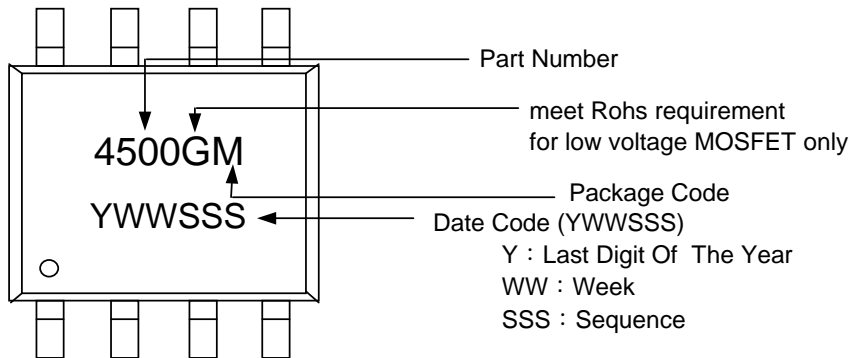 Part Number
meet Rohs requirement
for low voltage MOSFET only
4500GM
Package Code
YWWSSS
Date Code (YWWSSS)
Y：Last Digit Of The Year
WW：Week
SSS：Sequence